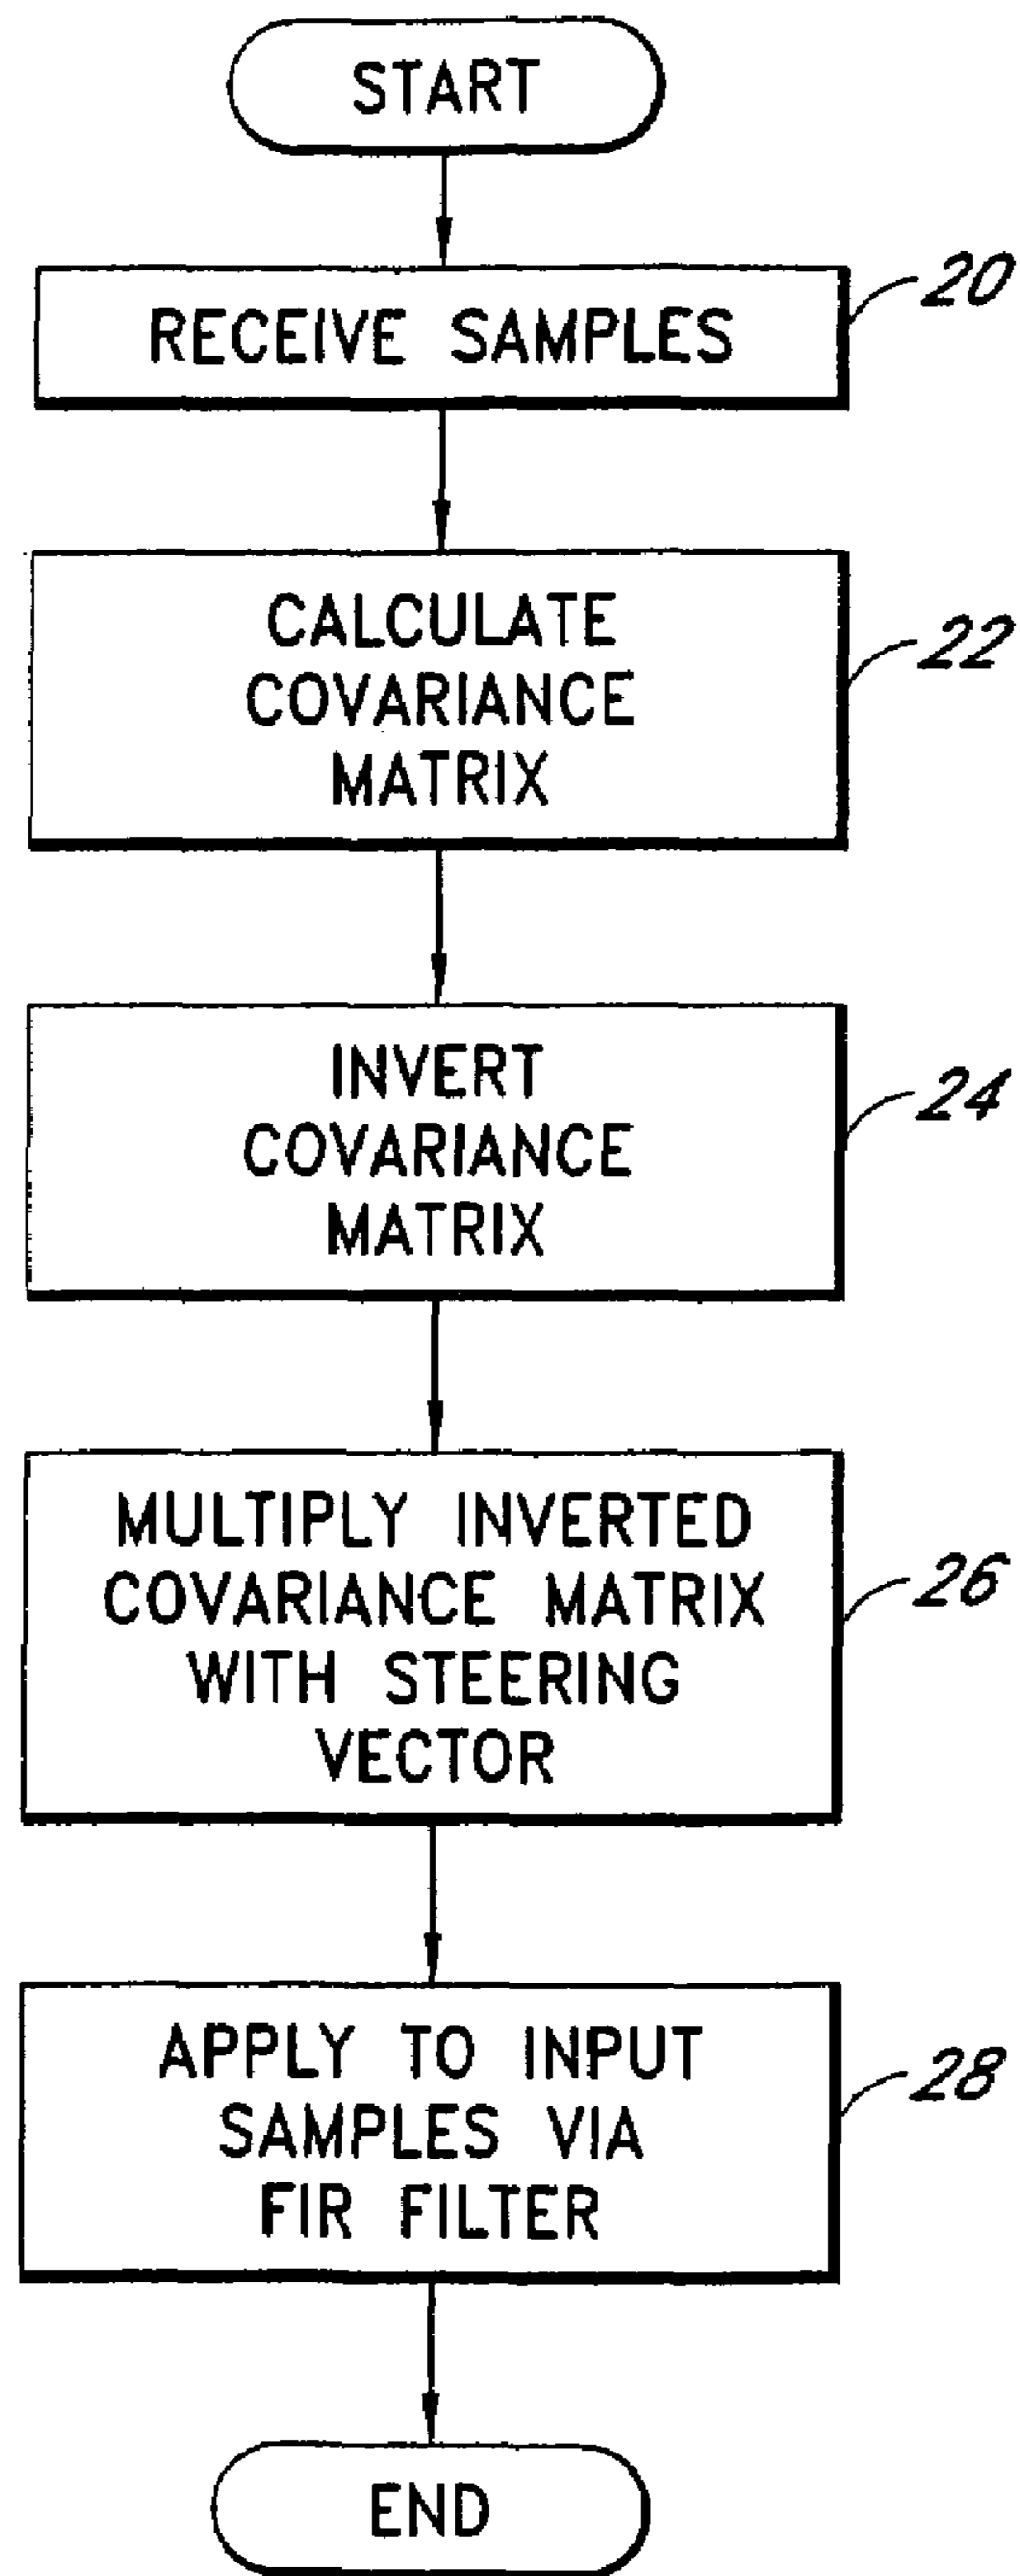 START
RECEIVE SAMPLES
20
CALCULATE
COVARIANCE
MATRIX
22
INVERT
COVARIANCE
MATRIX
24
MULTIPLY INVERTED
COVARIANCE MATRIX
WITH STEERING
VECTOR
26
APPLY TO INPUT
SAMPLES VIA
FIR FILTER
28
END